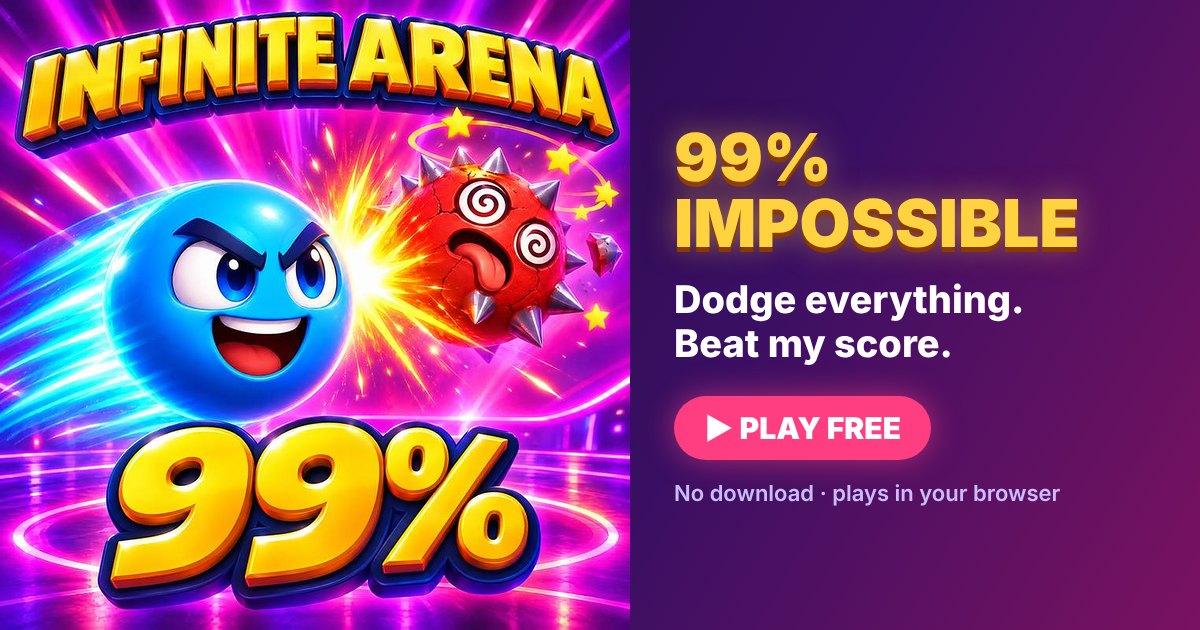 INFINITE ARENA
99%
99%
IMPOSSIBLE
Dodge everything.
Beat my score.
▶ PLAY FREE
No download · plays in your browser